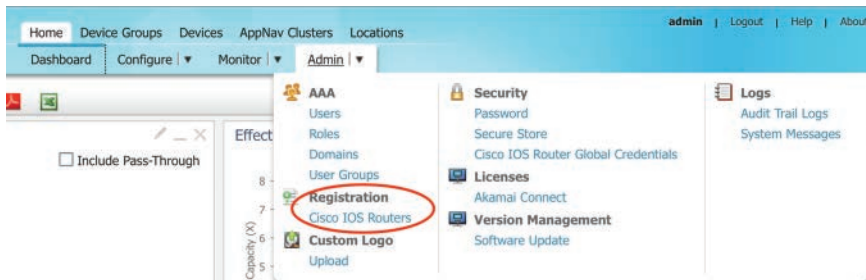 admin | Logout | Help | About
Home Device Groups Devices AppNav Clusters Locations
Dashboard Configure | ▼ Monitor | ▼ Admin | ▼
AAA
Users
Roles
Domains
User Groups
Registration
Cisco IOS Routers
Custom Logo
Upload
Security
Password
Secure Store
Cisco IOS Router Global Credentials
Licenses
Akamai Connect
Version Management
Software Update
Logs
Audit Trail Logs
System Messages
Include Pass-Through
Effect
8
7
6
5
Capacity (X)